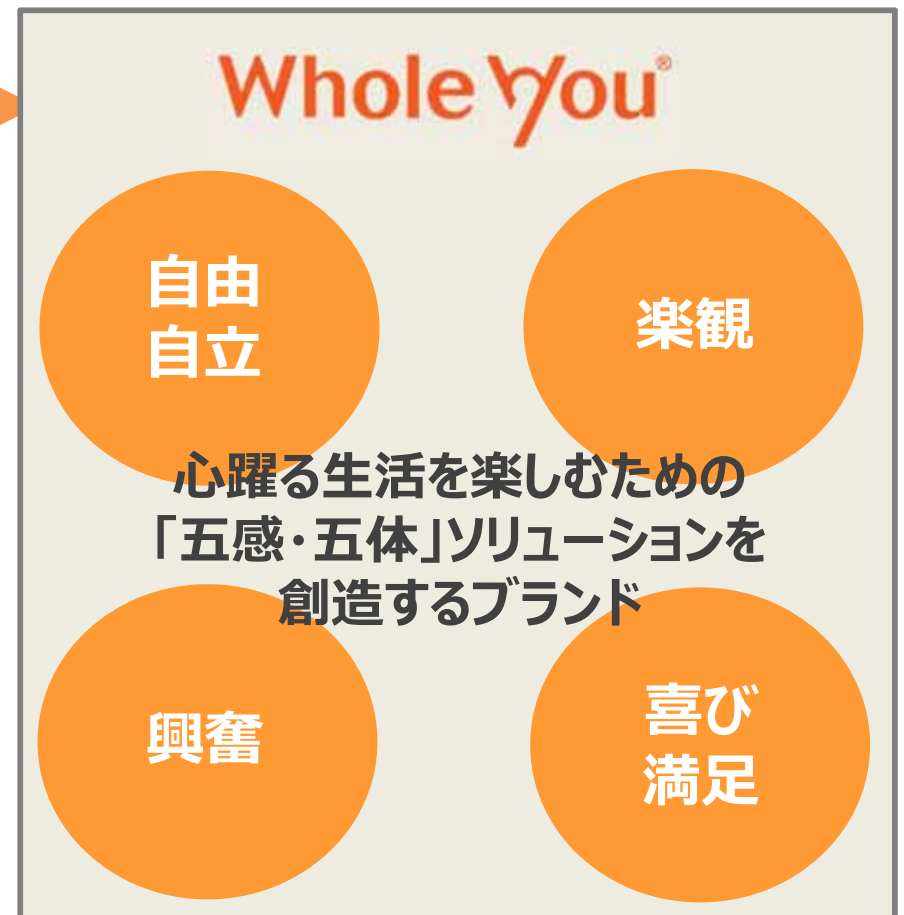 Whole You®
自由
自立
楽観
心躍る生活を楽しむための
「五感・五体」ソリューションを
創造するブランド
興奮
喜び
満足